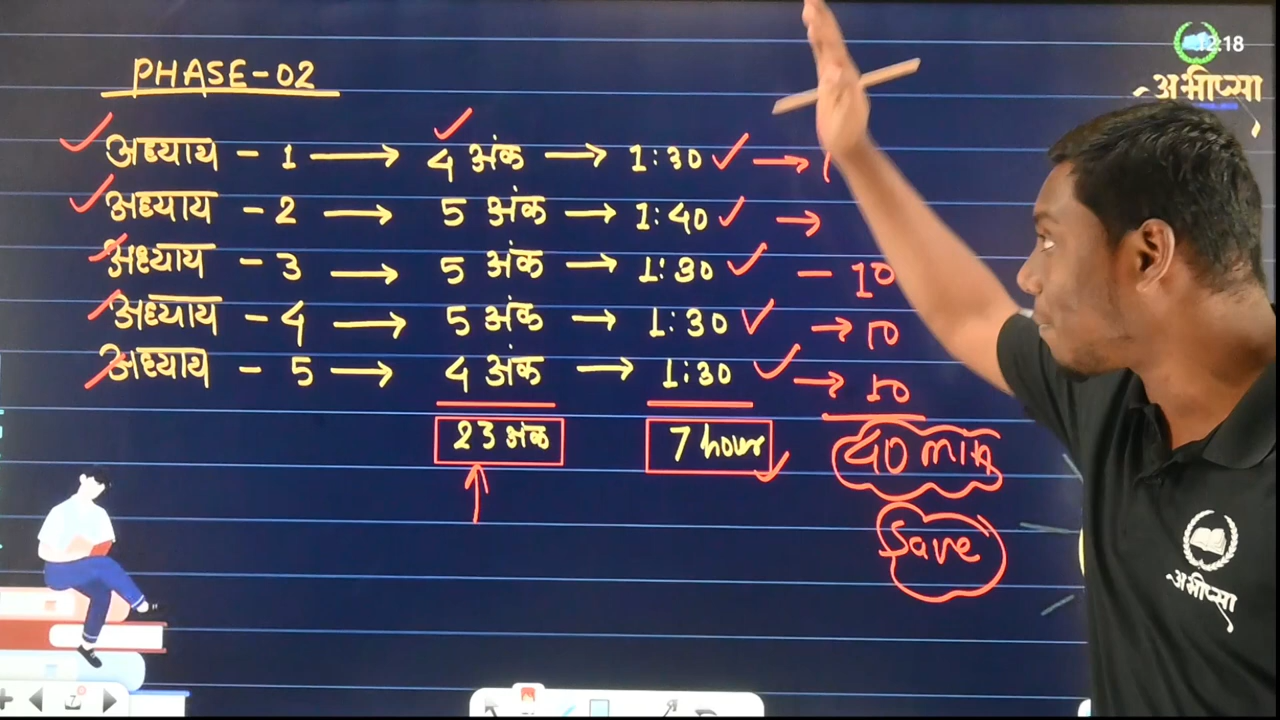 12:18
अभीप्सा
PHASE-02
अध्याय - 1 → 4 अंक → 1:30 →
अध्याय - 2 → 5 अंक → 1:40 →
अध्याय - 3 → 5 अंक → 1:30 - 10
अध्याय - 4 → 5 अंक → 1:30 → 10
अध्याय - 5 → 4 अंक → 1:30 → 10
23 अंक 7 hour 40 min
Save
अभीप्सा
7